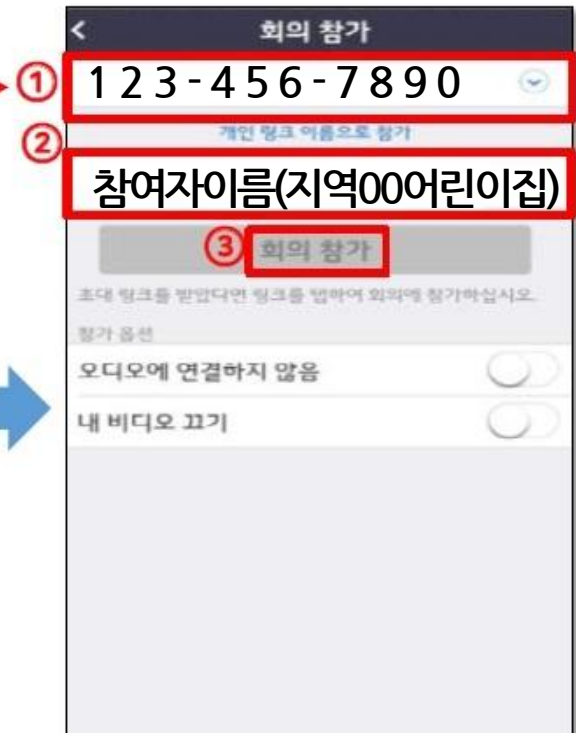 회의 참가
① 123-456-7890
개인 링크 이름으로 참가
② 참여자이름(지역00어린이집)
③ 회의 참가
초대 링크를 받았다면 링크를 탭하여 회의에 참가하십시오.
참가 옵션
오디오에 연결하지 않음
내 비디오 끄기